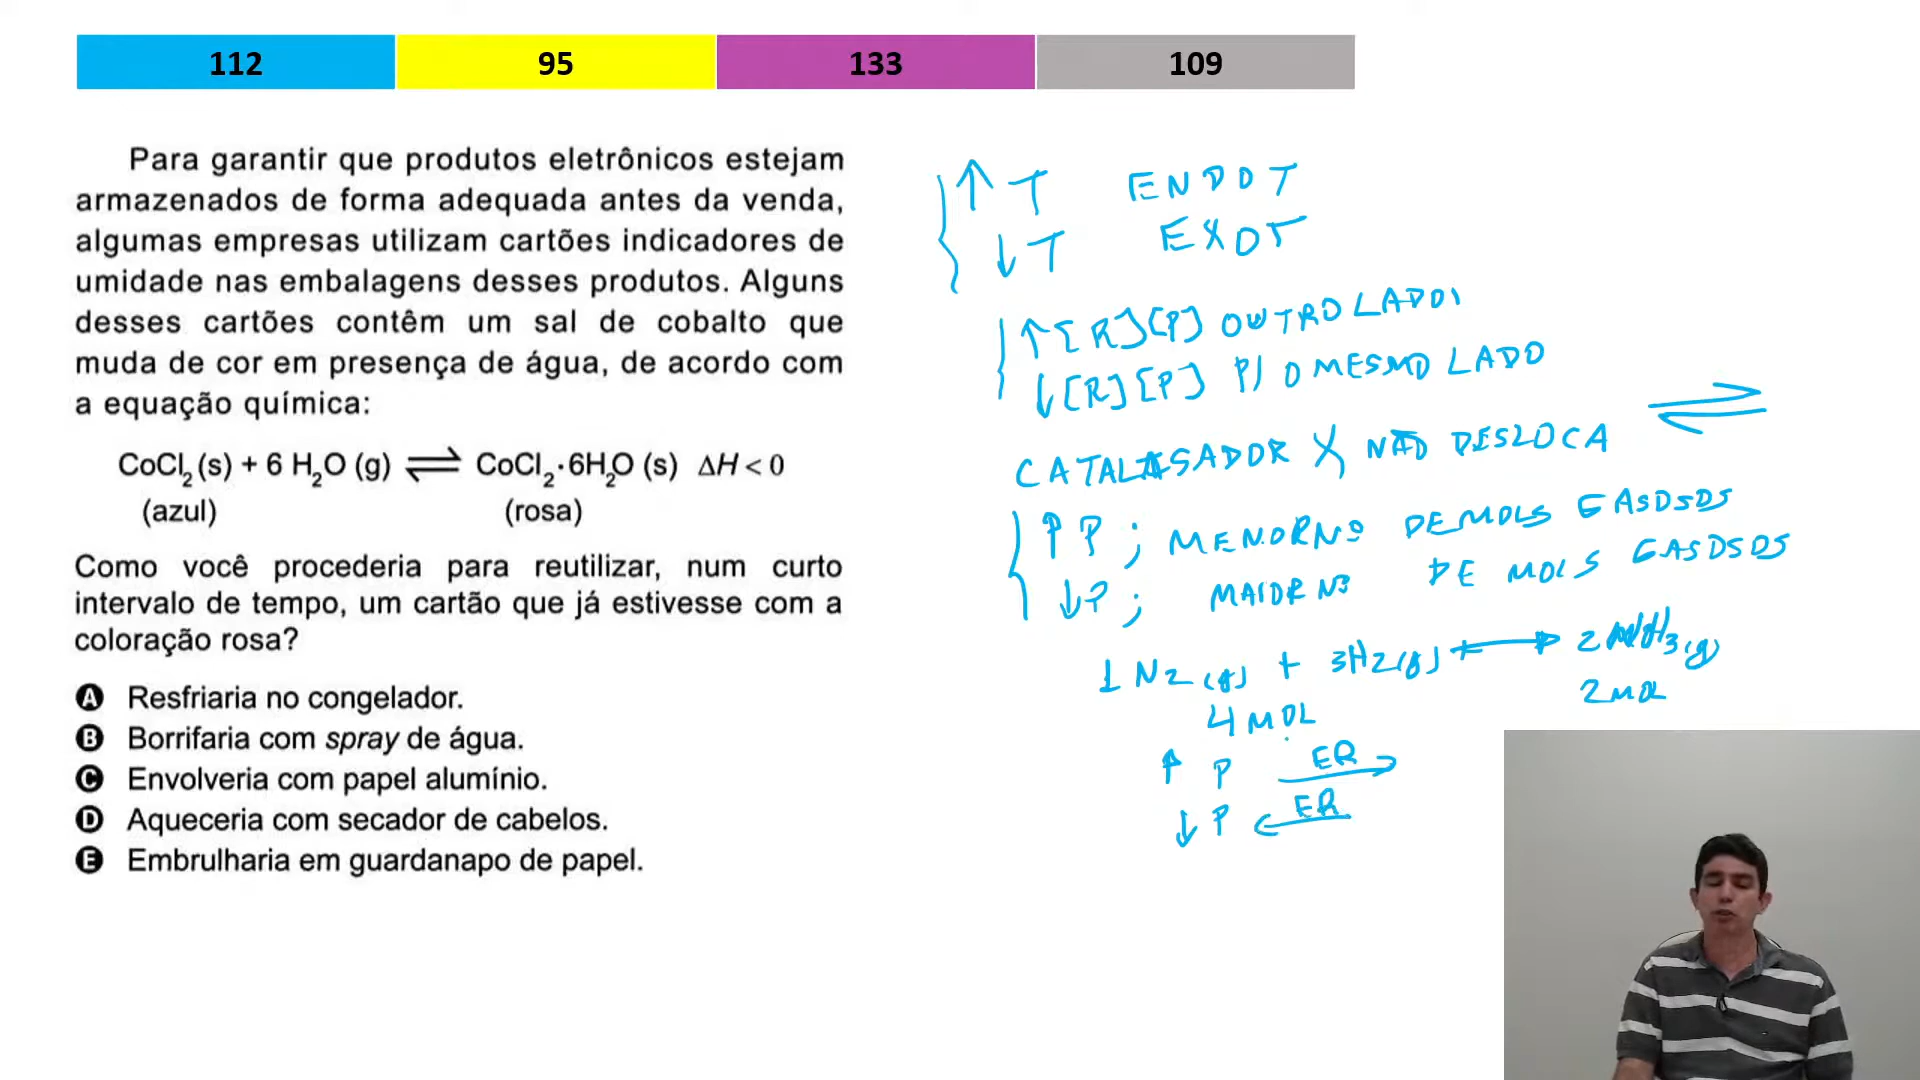 112 95 133 109
Para garantir que produtos eletrônicos estejam
armazenados de forma adequada antes da venda,
algumas empresas utilizam cartões indicadores de
umidade nas embalagens desses produtos. Alguns
desses cartões contêm um sal de cobalto que
muda de cor em presença de água, de acordo com
a equação química:
CoCl₂ (s) + 6 H₂O (g) ⇌ CoCl₂·6H₂O (s) ΔH < 0
(azul) (rosa)
Como você procederia para reutilizar, num curto
intervalo de tempo, um cartão que já estivesse com a
coloração rosa?
A Resfriaria no congelador.
B Borrifaria com spray de água.
C Envolveria com papel alumínio.
D Aqueceria com secador de cabelos.
E Embrulharia em guardanapo de papel.
↑ T ENDOT
↓ T EXOT
↑ [R] [P] OUTRO LADO
↓ [R] [P] P/ O MESMO LADO
CATALISADOR X NÃO DESLOCA ⇌
↑ P ; MENOR Nº DE MOLS GASOSOS
↓ P ; MAIOR Nº DE MOLS GASOSOS
1 N2 (g) + 3H2 (g) ⟷ 2 NH3 (g)
4 MOL 2 MOL
↑ P ER →
↓ P ← ER